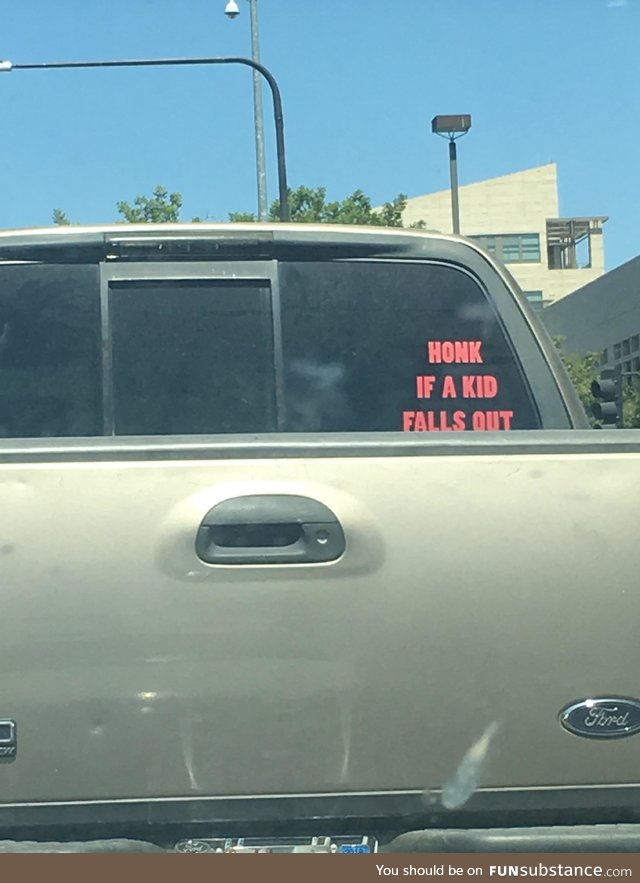 HONK
IF A KID
FALLS OUT
Ford
You should be on FUNsubstance.com